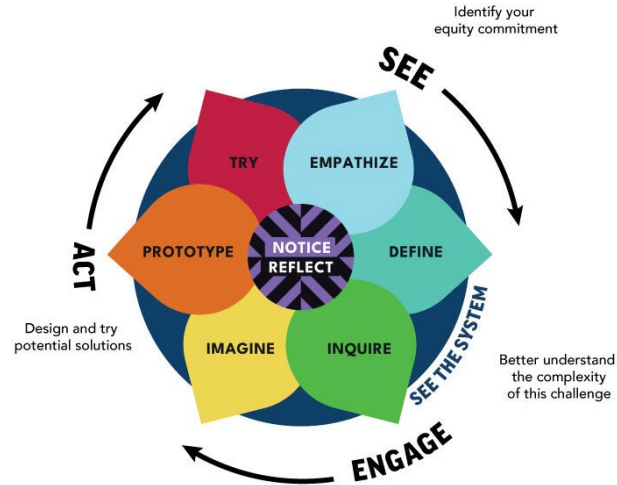 Identify your
equity commitment
SEE
TRY
EMPATHIZE
PROTOTYPE
NOTICE
REFLECT
DEFINE
ACT
Design and try
potential solutions
IMAGINE
INQUIRE
SEE THE SYSTEM
Better understand
the complexity
of this challenge
ENGAGE